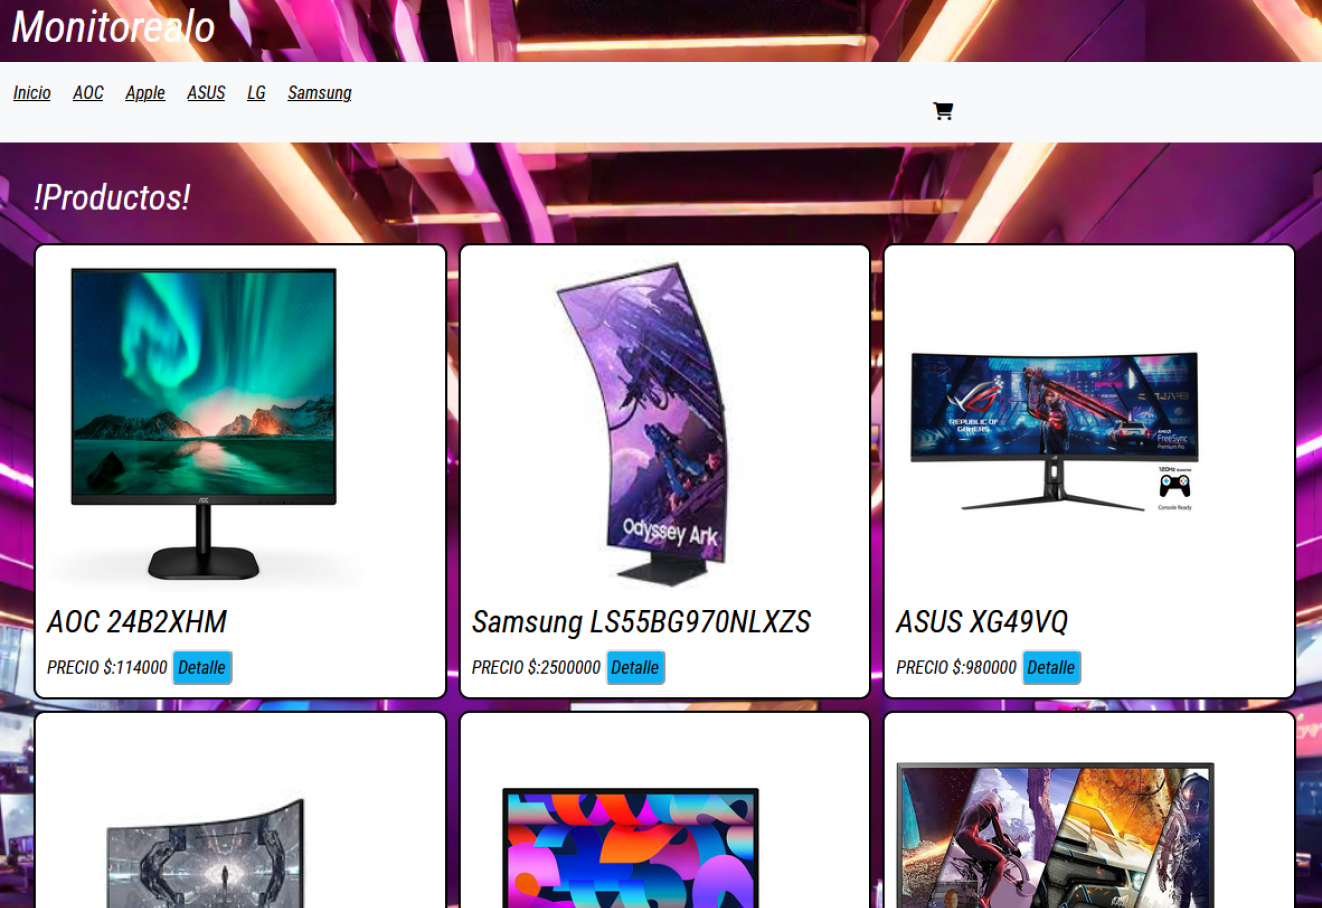 Monitorealo
Inicio AOC Apple ASUS LG Samsung
!Productos!
AOC
Odyssey Ark
REPUBLIC OF
GAMERS
AMD
FreeSync
Premium Pro
120Hz
Console Ready
AOC 24B2XHM
PRECIO $:114000 Detalle
Samsung LS55BG970NLXZS
PRECIO $:2500000 Detalle
ASUS XG49VQ
PRECIO $:980000 Detalle